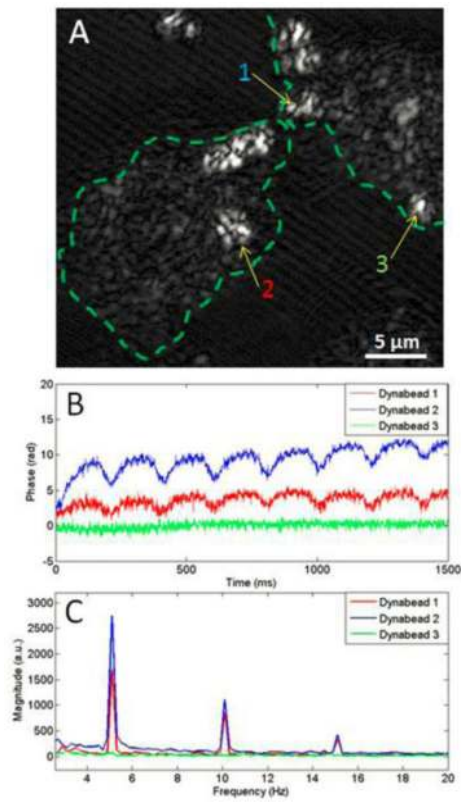 A
1
2
3
5 µm
B
Dynabead 1
Dynabead 2
Dynabead 3
20
15
10
5
0
-5
Phase (rad)
0 500 1000 1500
Time (ms)
C
Dynabead 1
Dynabead 2
Dynabead 3
3000
2500
2000
1500
1000
500
0
Magnitude (a.u.)
4 6 8 10 12 14 16 18 20
Frequency (Hz)